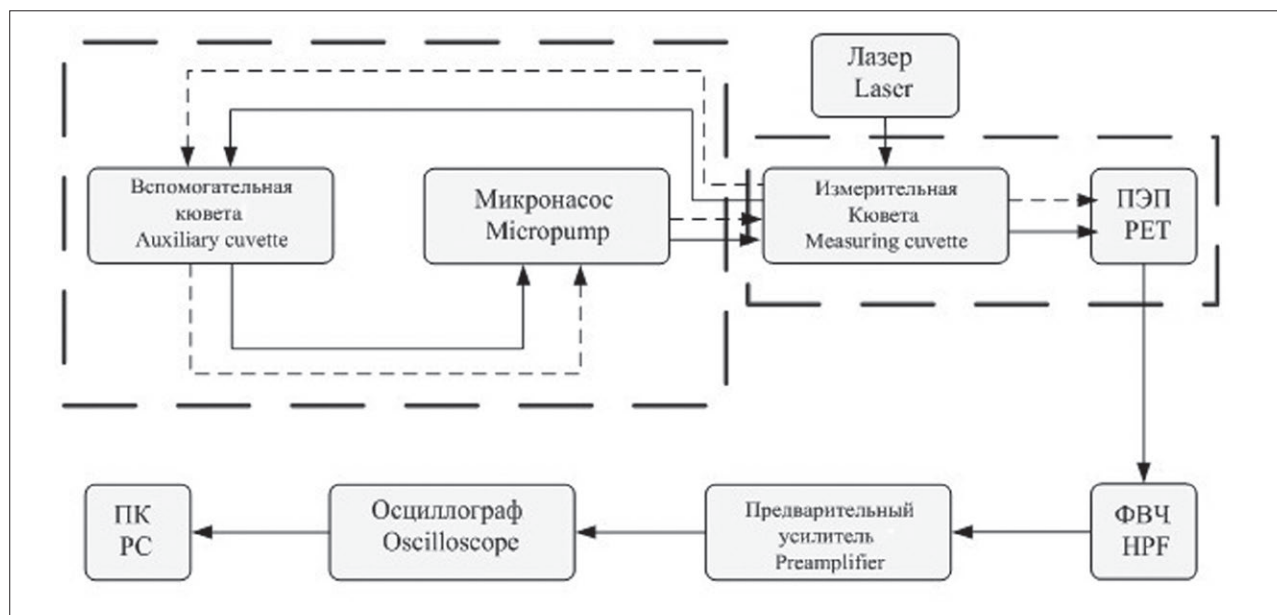 Лазер
Laser
Вспомогательная
кювета
Auxiliary cuvette
Микронасос
Micropump
Измерительная
Кювета
Measuring cuvette
ПЭП
PET
ПК
PC
Осциллограф
Oscilloscope
Предварительный
усилитель
Preamplifier
ФВЧ
HPF